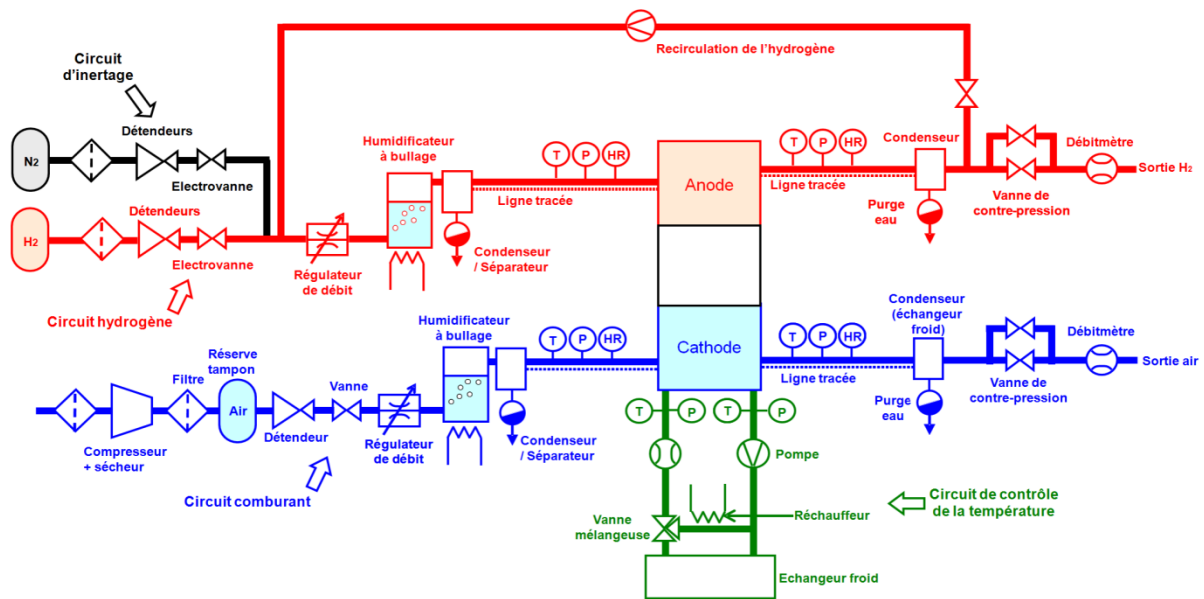 Recirculation de l'hydrogène
Circuit
d'inertage
Détendeurs
N2
Electrovanne
Humidificateur
à bullage
T
P
HR
Ligne tracée
Anode
T
P
HR
Ligne tracée
Condenseur
Débitmètre
Sortie H2
Vanne de
contre-pression
Purge
eau
Détendeurs
H2
Electrovanne
Régulateur
de débit
Condenseur
/ Séparateur
Circuit hydrogène
Humidificateur
à bullage
T
P
HR
Ligne tracée
Cathode
T
P
HR
Ligne tracée
Condenseur
(échangeur
froid)
Débitmètre
Sortie air
Vanne de
contre-pression
Purge
eau
Réserve
tampon
Filtre
Air
Vanne
Détendeur
Régulateur
de débit
Condenseur
/ Séparateur
Compresseur
+ sécheur
Circuit comburant
T
P
T
P
Pompe
Circuit de contrôle
de la température
Réchauffeur
Vanne
mélangeuse
Echangeur froid